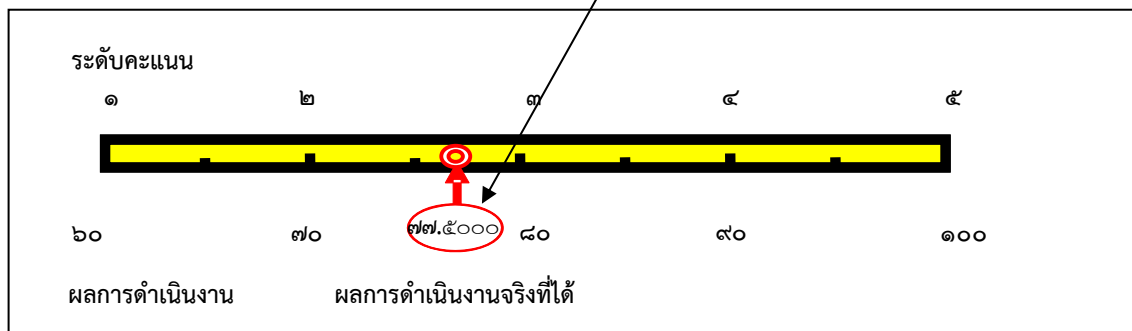 ระดับคะแนน
๑ ๒ ๓ ๔ ๕
๖๐ ๗๐ ๗๗.๕๐๐๐ ๘๐ ๙๐ ๑๐๐
ผลการดำเนินงาน ผลการดำเนินงานจริงที่ได้